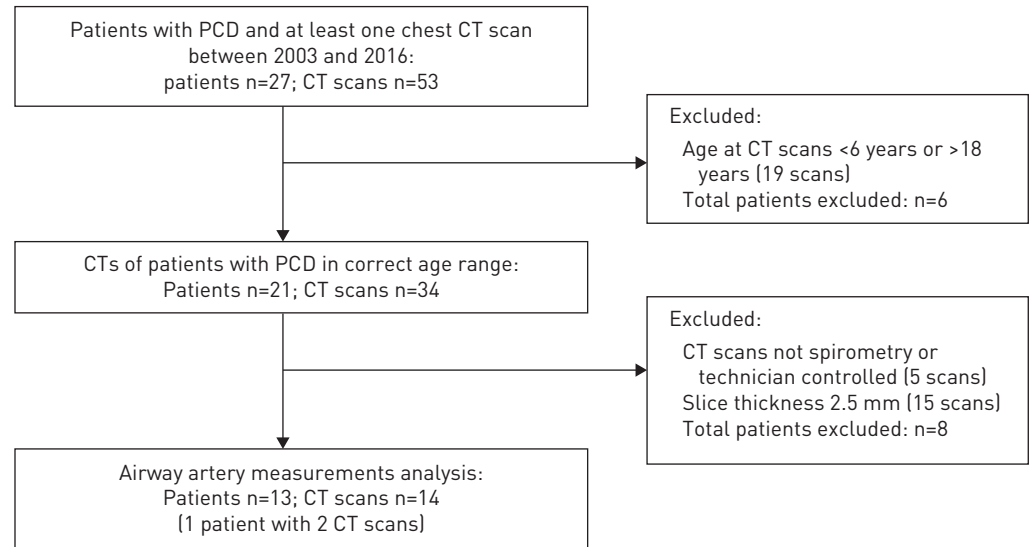 Patients with PCD and at least one chest CT scan
between 2003 and 2016:
patients n=27; CT scans n=53
Excluded:
Age at CT scans <6 years or >18
years (19 scans)
Total patients excluded: n=6
CTs of patients with PCD in correct age range:
Patients n=21; CT scans n=34
Excluded:
CT scans not spirometry or
technician controlled (5 scans)
Slice thickness 2.5 mm (15 scans)
Total patients excluded: n=8
Airway artery measurements analysis:
Patients n=13; CT scans n=14
(1 patient with 2 CT scans)